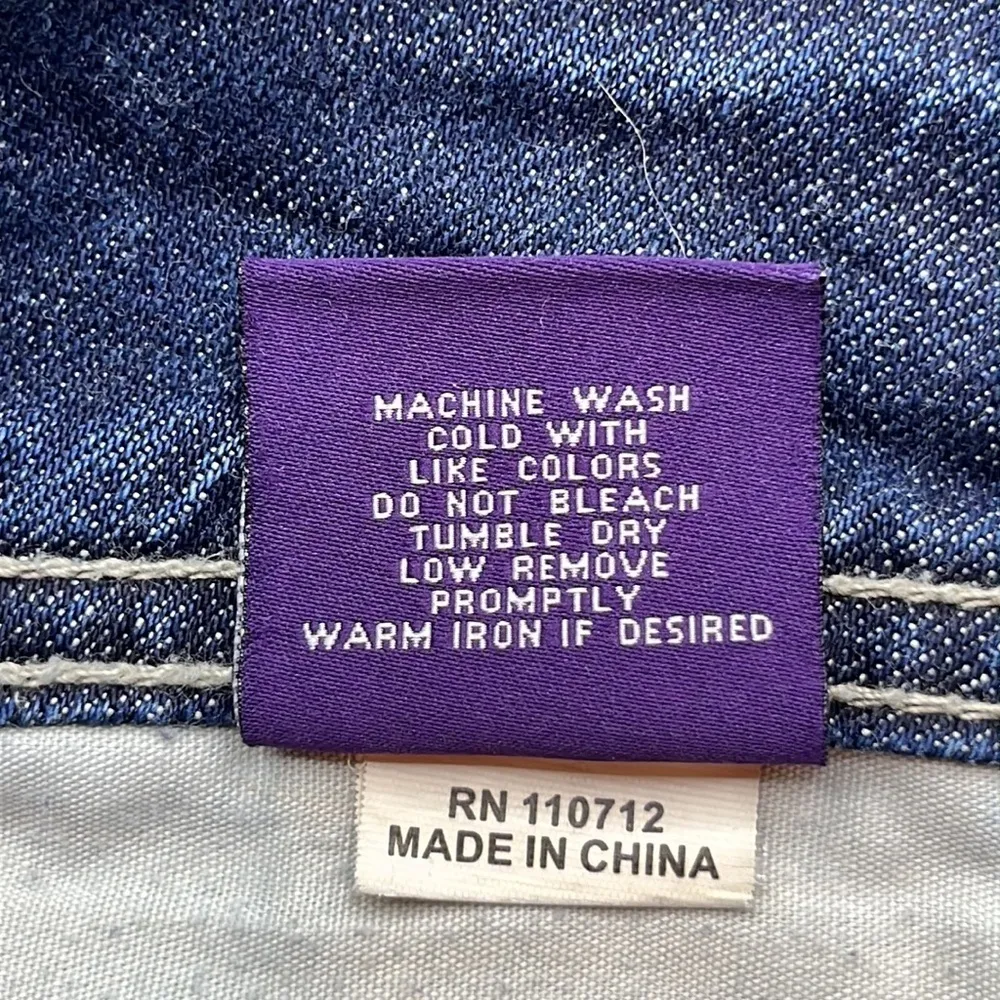 MACHINE WASH
COLD WITH
LIKE COLORS
DO NOT BLEACH
TUMBLE DRY
LOW REMOVE
PROMPTLY
WARM IRON IF DESIRED
RN 110712
MADE IN CHINA